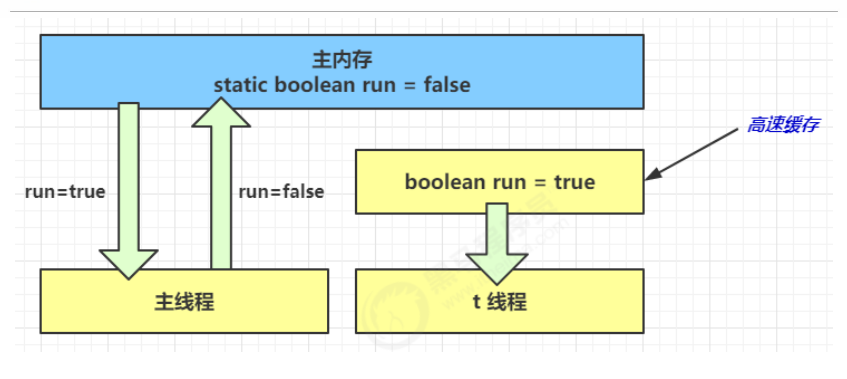 主内存
static boolean run = false
高速缓存
boolean run = true
run=true
run=false
主线程
t 线程